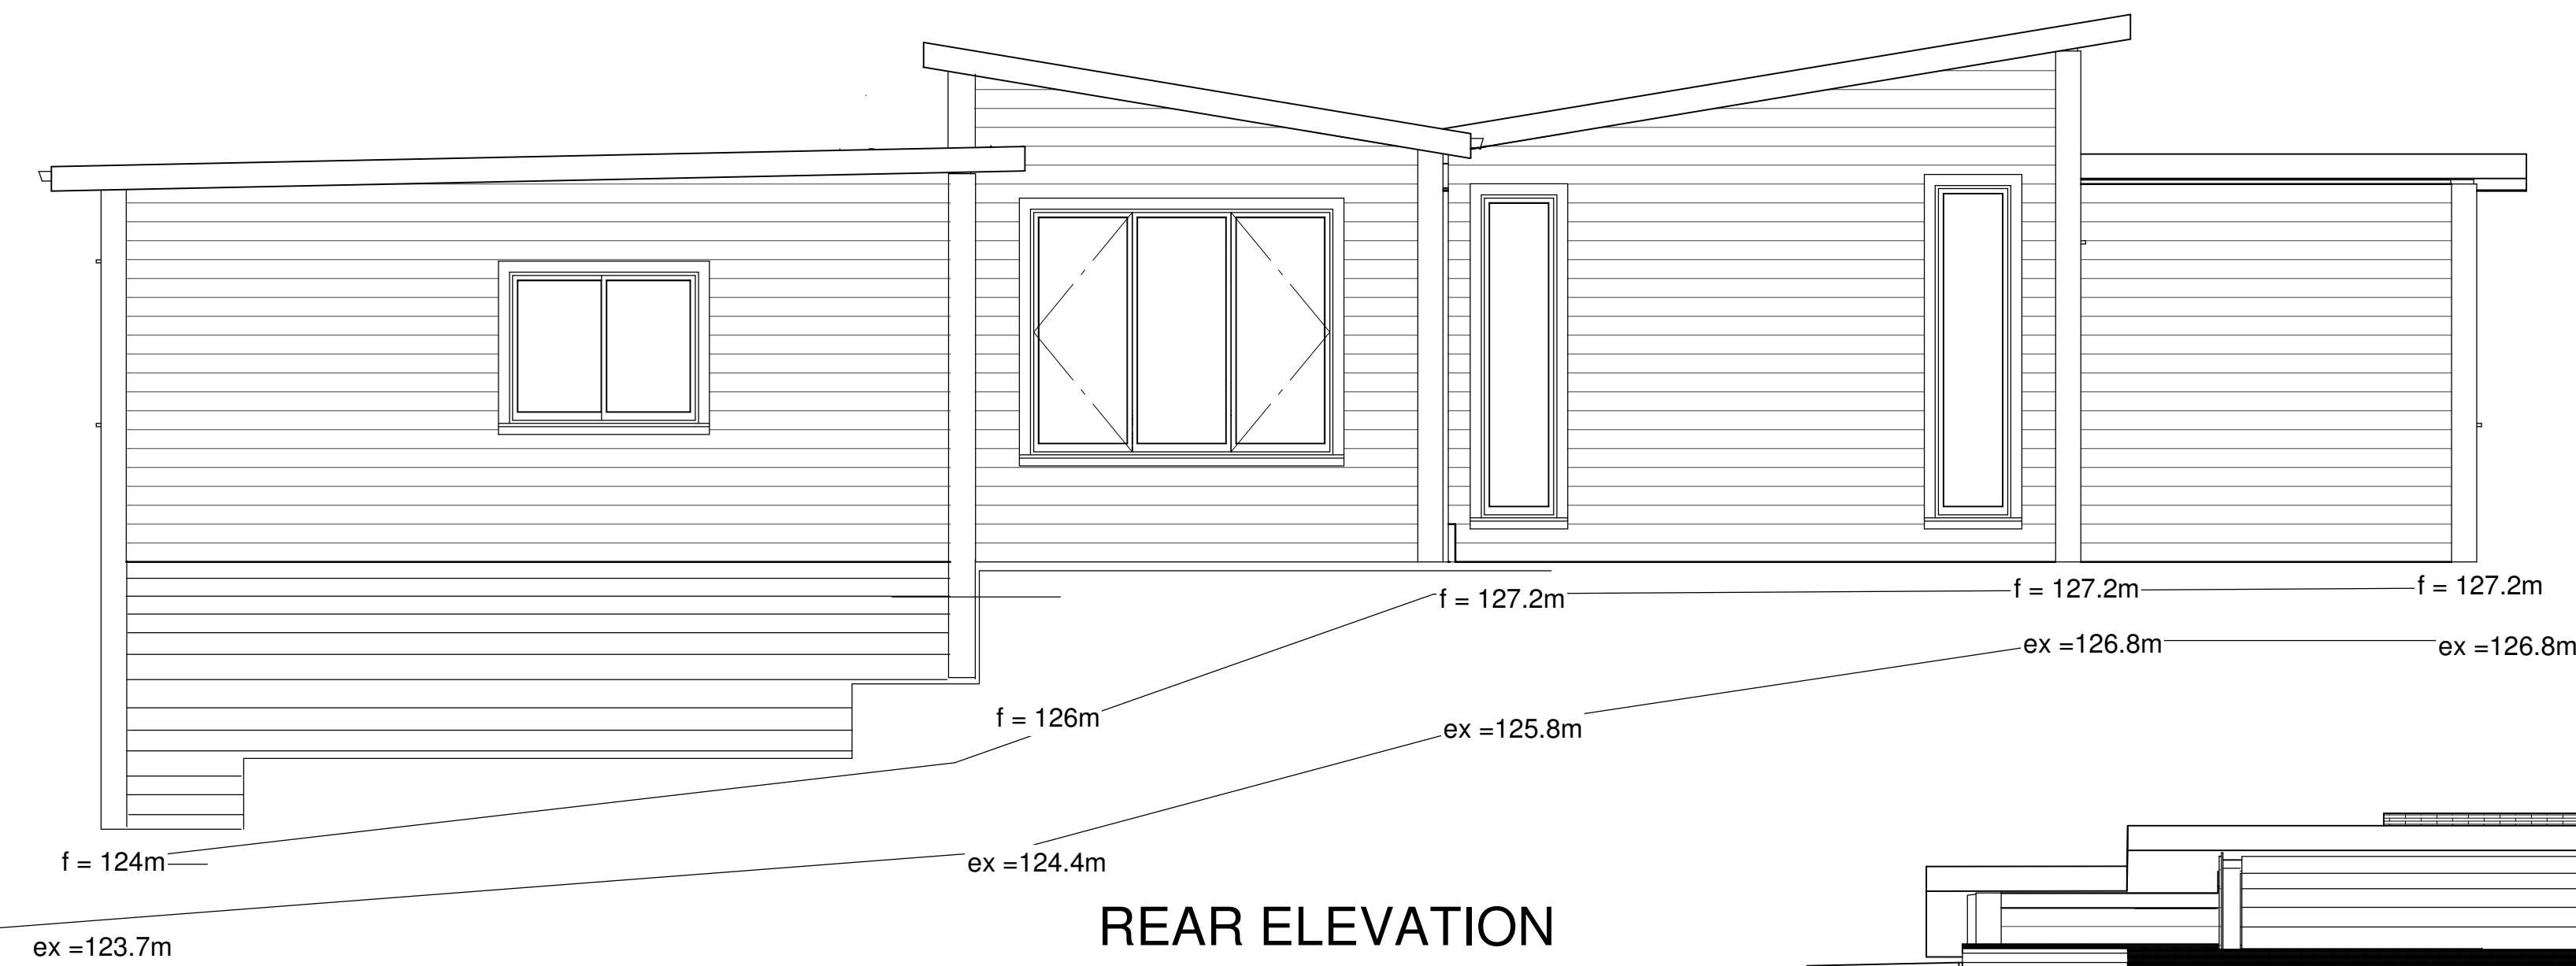 f = 127.2m
f = 127.2m
f = 127.2m
ex =126.8m
ex =126.8m
f = 126m
ex =125.8m
f = 124m
ex =124.4m
REAR ELEVATION
ex =123.7m